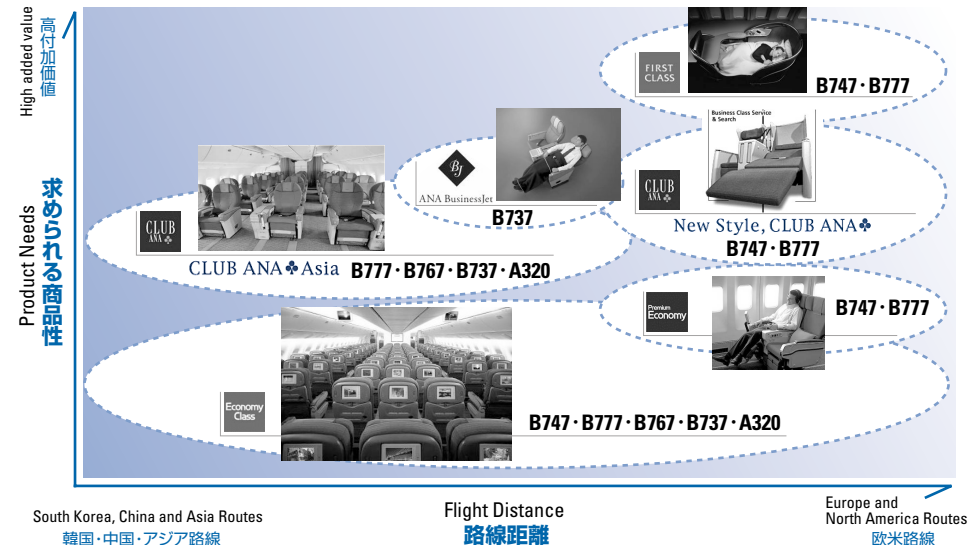 High added value
高付加価値
Product Needs
求められる商品性
FIRST
CLASS
B747・B777
Business Class Service
& Search
CLUB
ANA
New Style, CLUB ANA
B747・B777
BJ
ANA BusinessJet
B737
CLUB
ANA
CLUB ANA Asia B777・B767・B737・A320
Premium
Economy
B747・B777
Economy
Class
B747・B777・B767・B737・A320
South Korea, China and Asia Routes
韓国・中国・アジア路線
Flight Distance
路線距離
Europe and
North America Routes
欧米路線